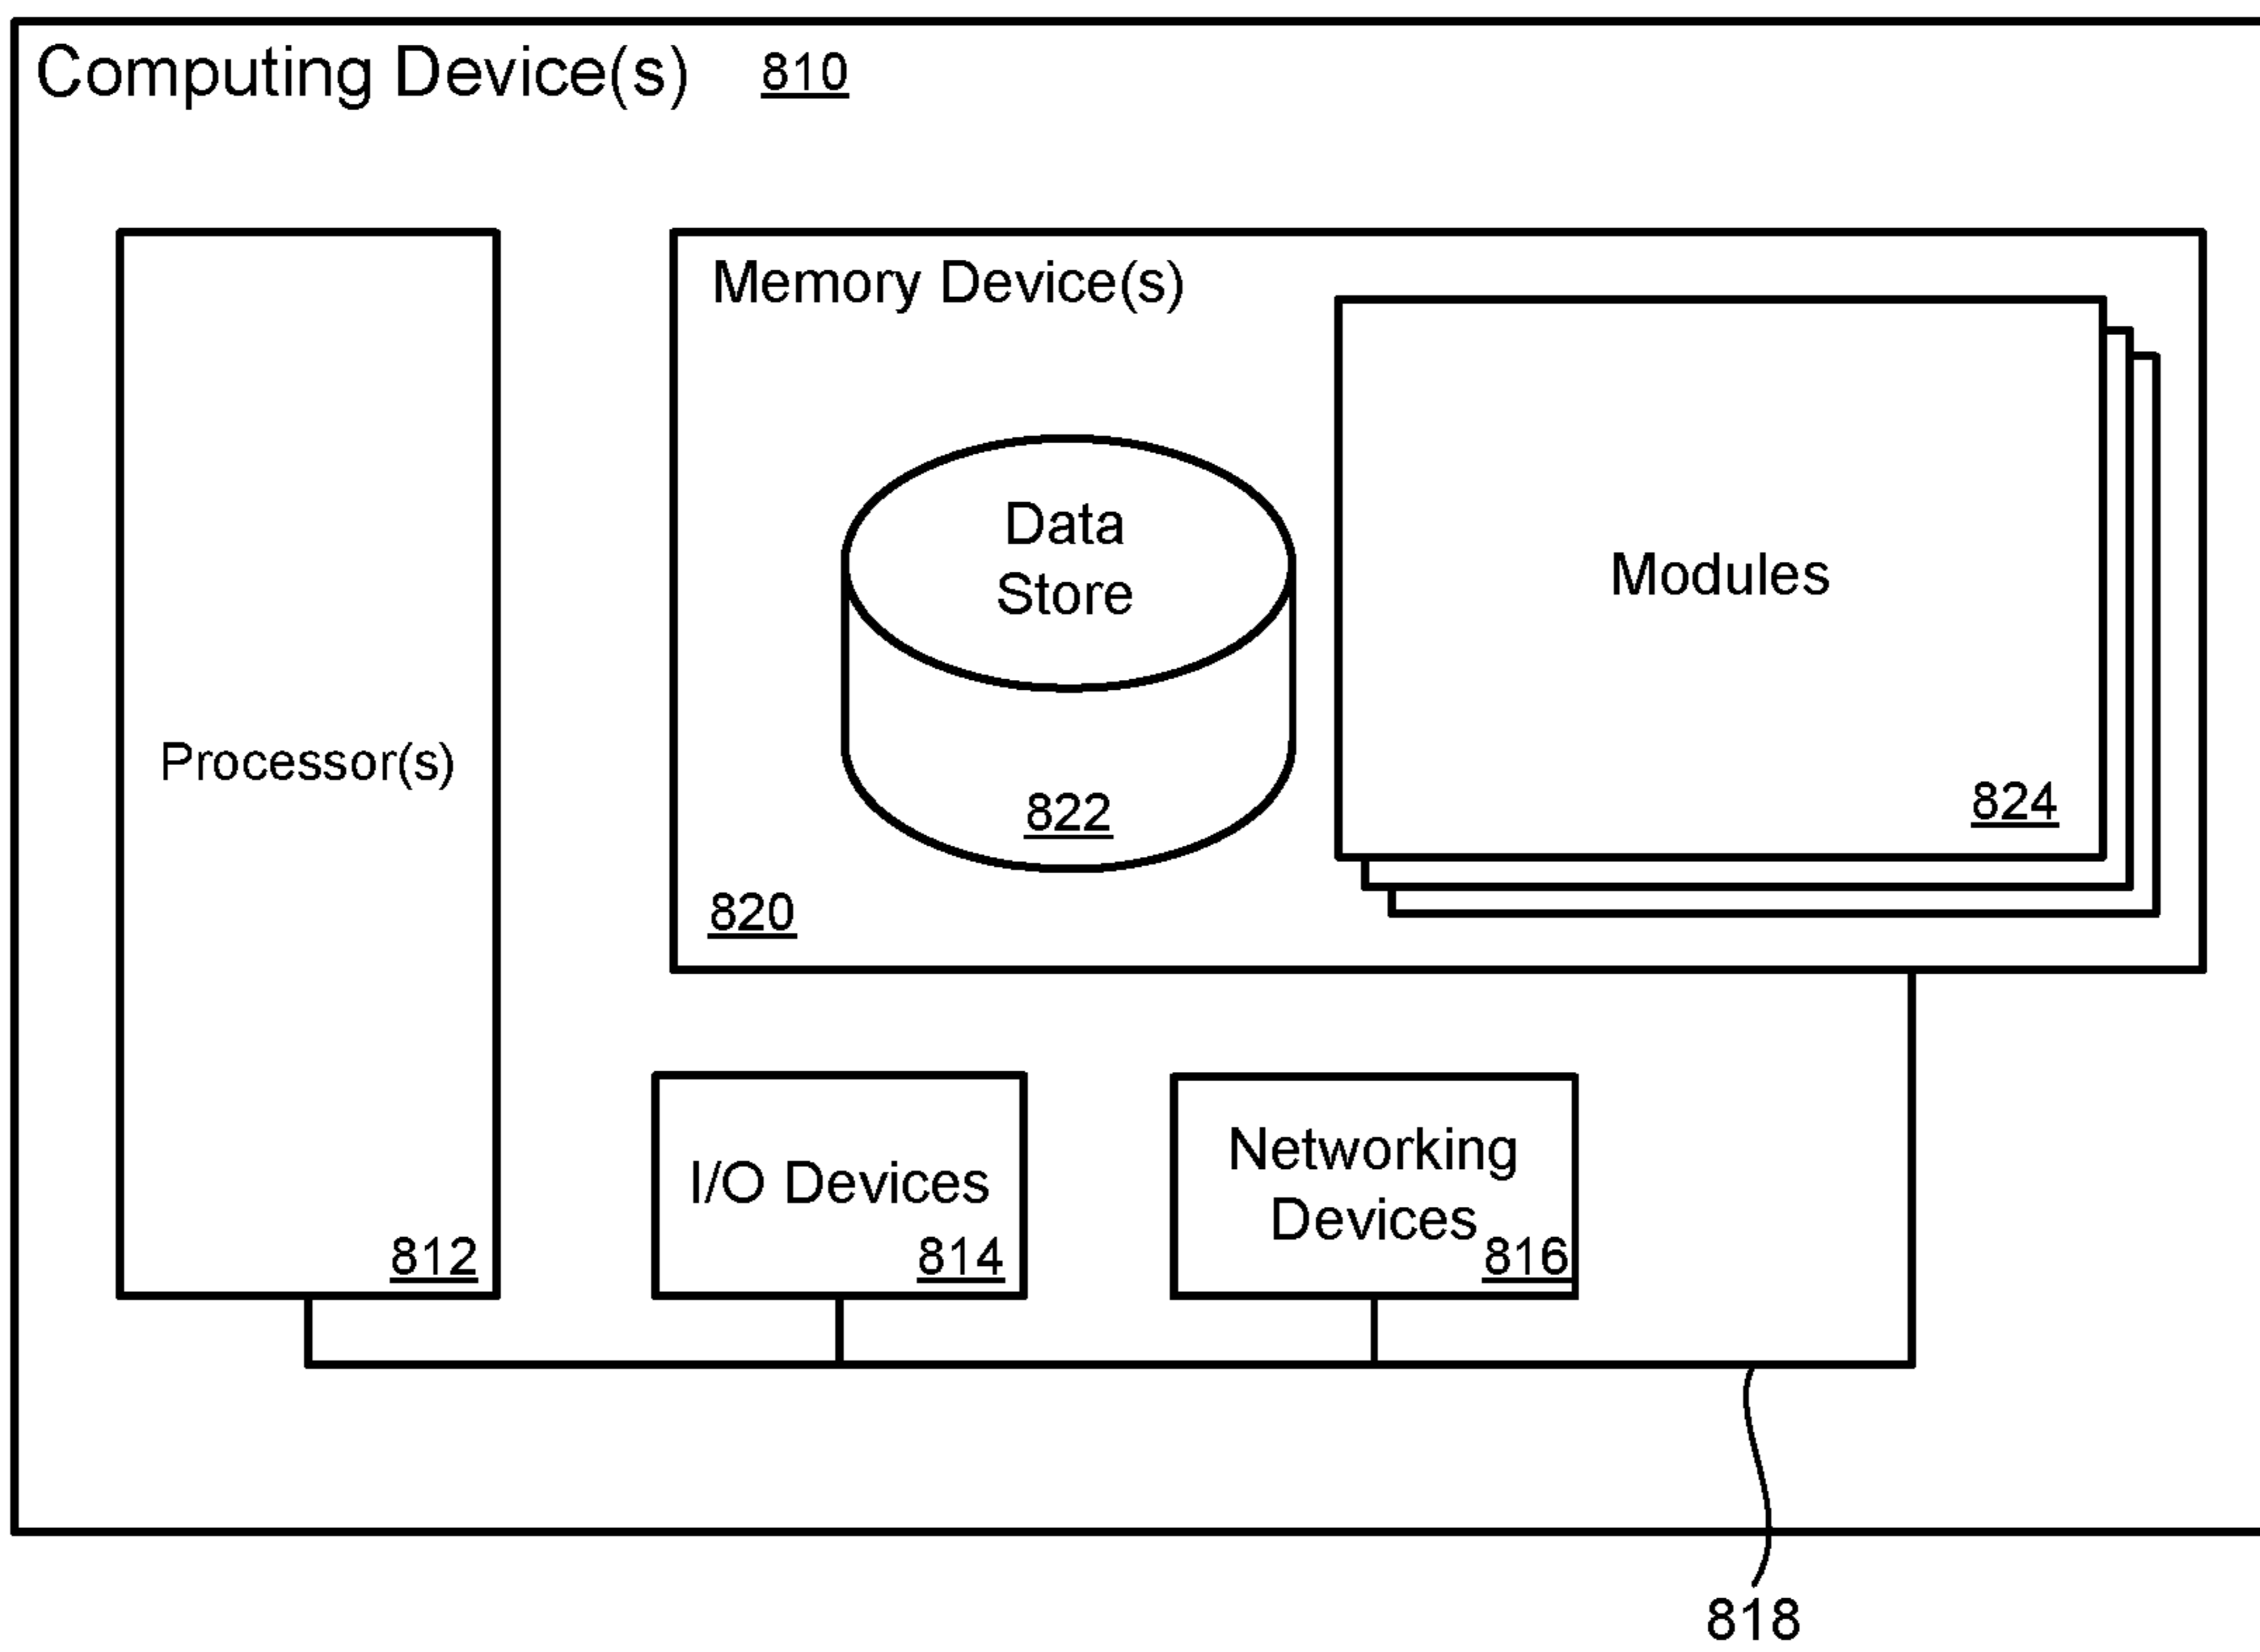 Computing Device(s) 810
Memory Device(s)
Data
Store
Modules
Processor(s)
822
824
820
I/O Devices
Networking
Devices
812
814
816
818